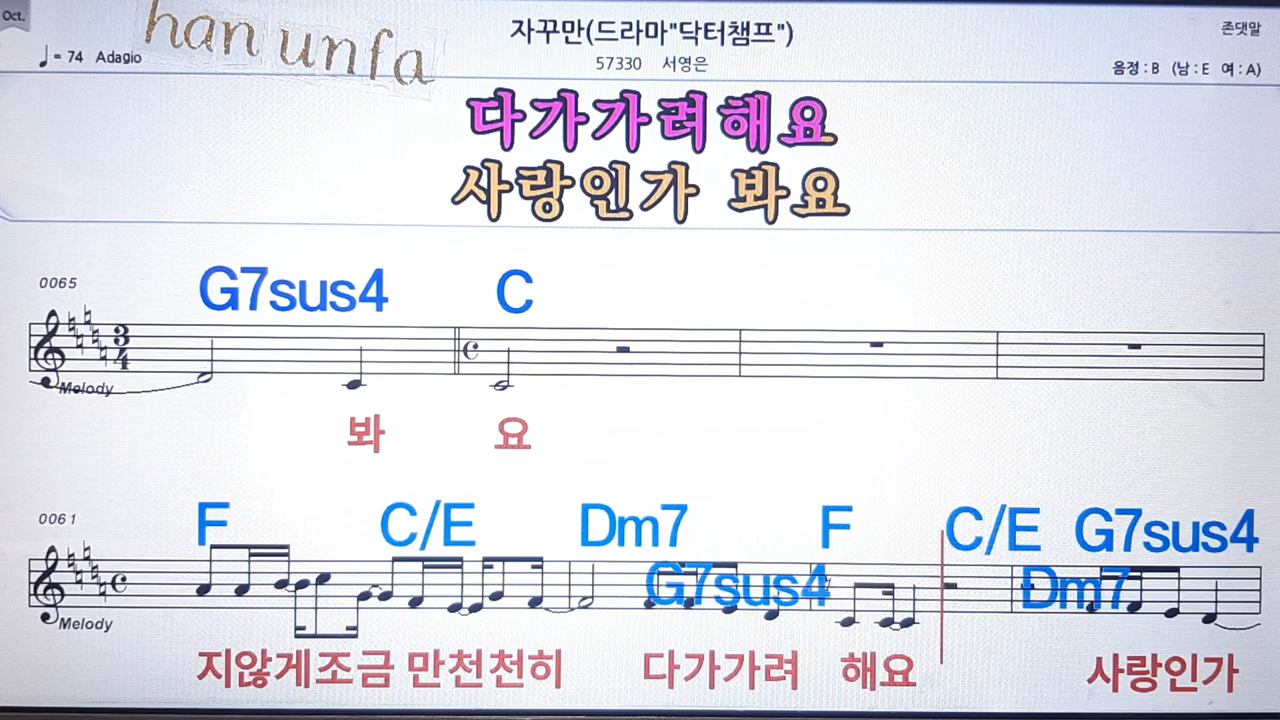 Oct.
han unfa
자꾸만(드라마"닥터챔프")
존댓말
♩= 74 Adagio
57330 서영은
음정 : B (남 : E 여 : A)
다가가려해요
사랑인가 봐요
0065
G7sus4 C
3
4
Melody
봐 요
0061
F C/E Dm7 F C/E G7sus4
G7sus4 Dm7
Melody
지않게조금 만천천히 다가가려 해요 사랑인가